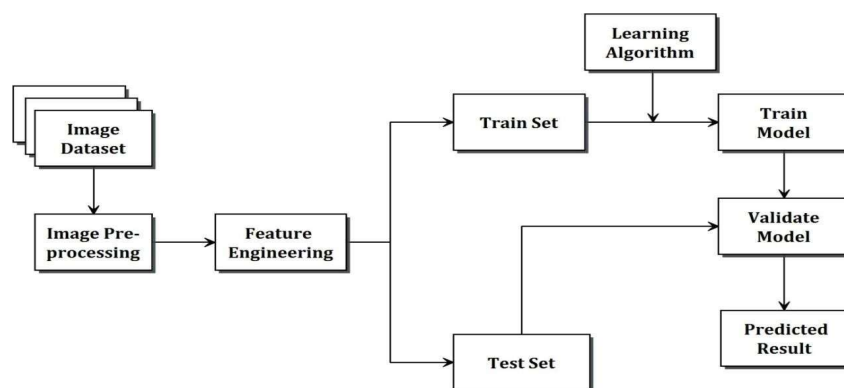 Learning
Algorithm
Image
Dataset
Train Set
Train
Model
Image Pre-
processing
Feature
Engineering
Validate
Model
Test Set
Predicted
Result